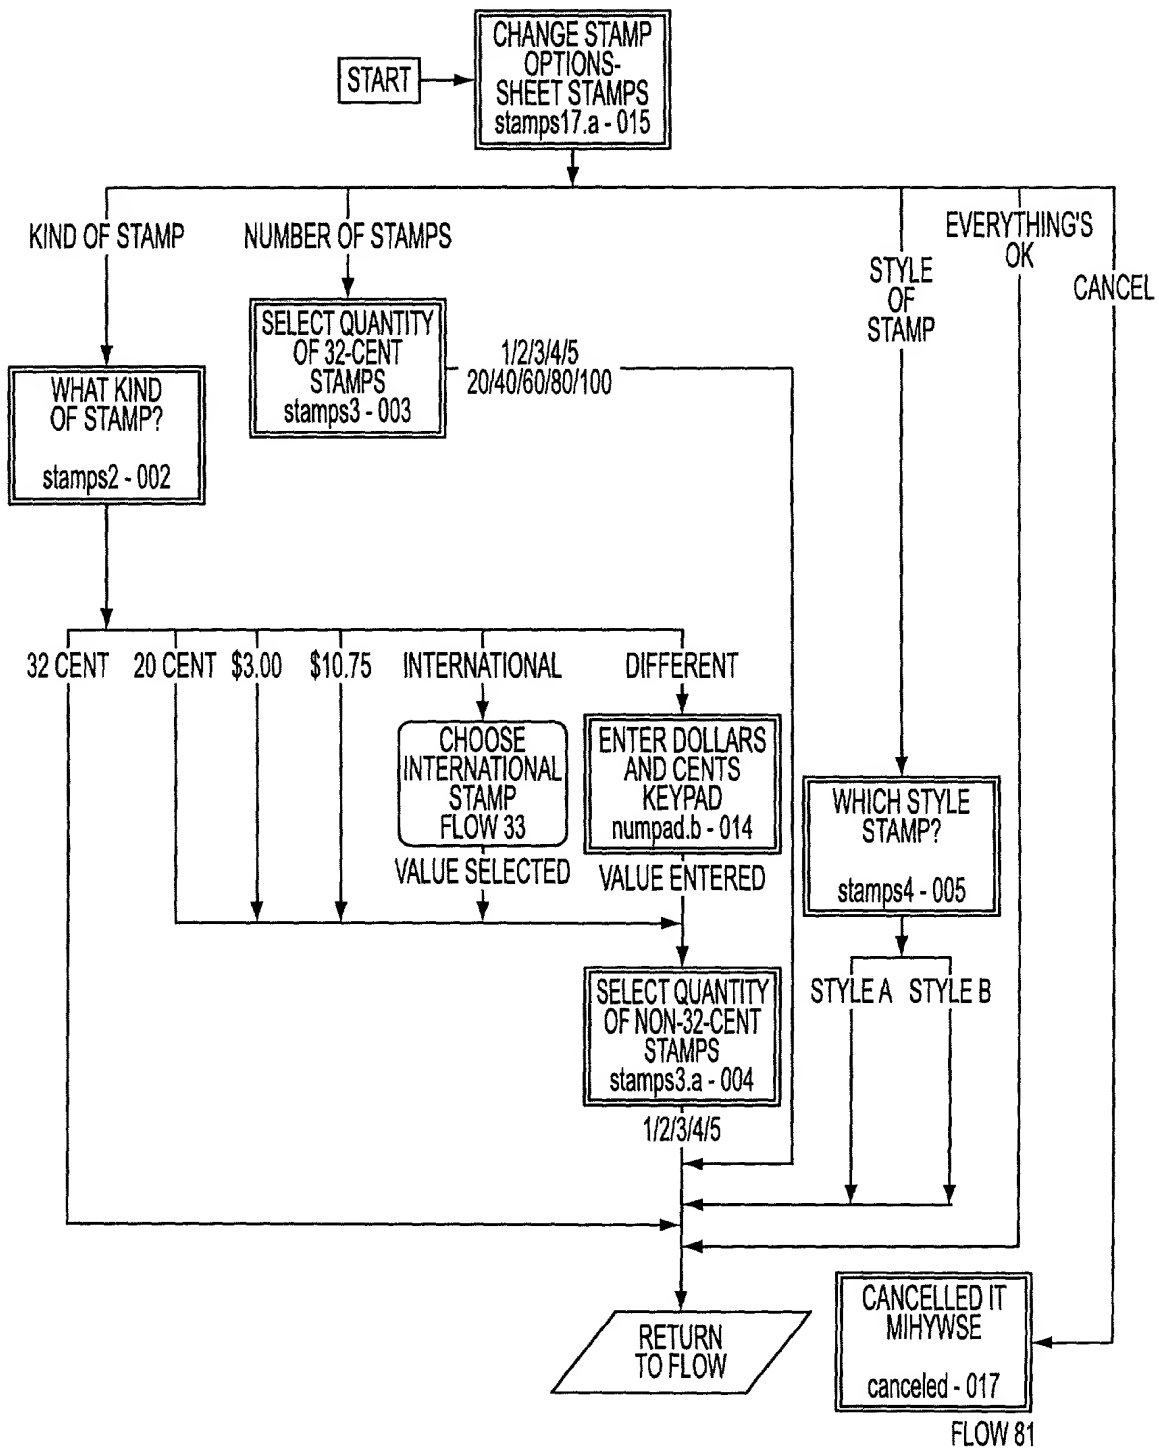 CHANGE STAMP
OPTIONS-
SHEET STAMPS
stamps17.a - 015
START
KIND OF STAMP
NUMBER OF STAMPS
STYLE
OF
STAMP
EVERYTHING'S
OK
CANCEL
SELECT QUANTITY
OF 32-CENT
STAMPS
stamps3 - 003
1/2/3/4/5
20/40/60/80/100
WHAT KIND
OF STAMP?
stamps2 - 002
32 CENT
20 CENT
$3.00
$10.75
INTERNATIONAL
DIFFERENT
CHOOSE
INTERNATIONAL
STAMP
FLOW 33
VALUE SELECTED
ENTER DOLLARS
AND CENTS
KEYPAD
numpad.b - 014
VALUE ENTERED
WHICH STYLE
STAMP?
stamps4 - 005
STYLE A
STYLE B
SELECT QUANTITY
OF NON-32-CENT
STAMPS
stamps3.a - 004
1/2/3/4/5
RETURN
TO FLOW
CANCELLED IT
MIHYWSE
canceled - 017
FLOW 81